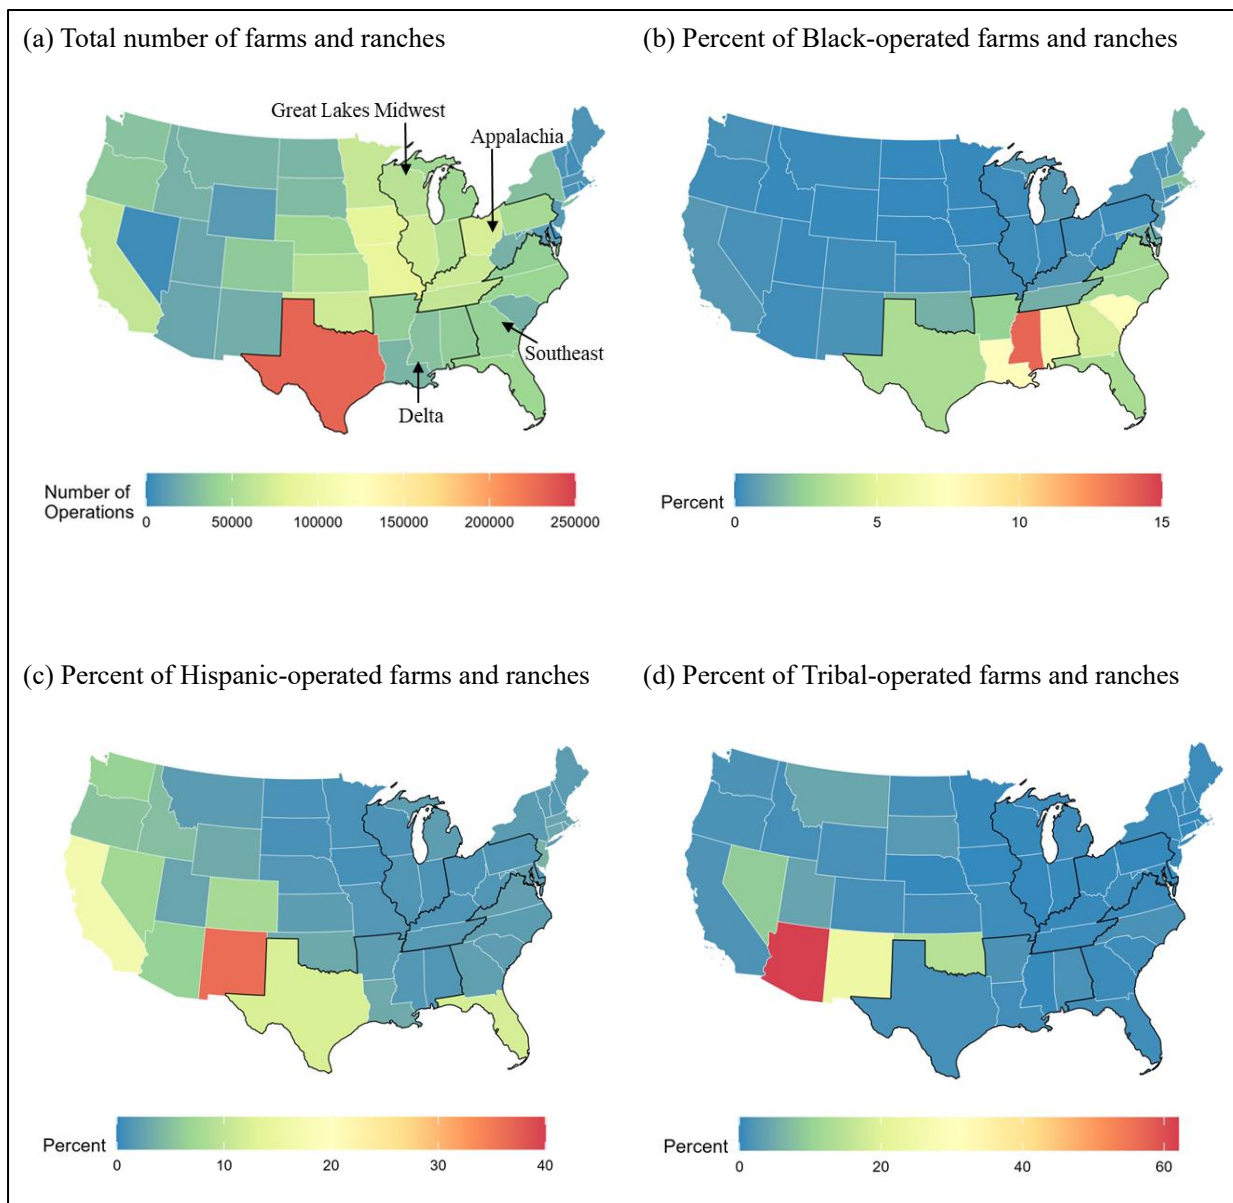 (a) Total number of farms and ranches
Great Lakes Midwest
Appalachia
Southeast
Delta
Number of
Operations
0 50000 100000 150000 200000 250000
(b) Percent of Black-operated farms and ranches
Percent
0 5 10 15
(c) Percent of Hispanic-operated farms and ranches
Percent
0 10 20 30 40
(d) Percent of Tribal-operated farms and ranches
Percent
0 20 40 60